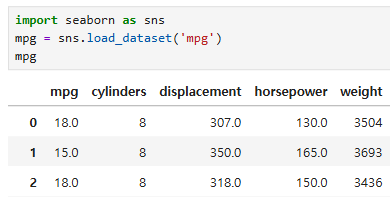 import seaborn as sns
mpg = sns.load_dataset('mpg')
mpg
mpg cylinders displacement horsepower weight
0 18.0 8 307.0 130.0 3504
1 15.0 8 350.0 165.0 3693
2 18.0 8 318.0 150.0 3436